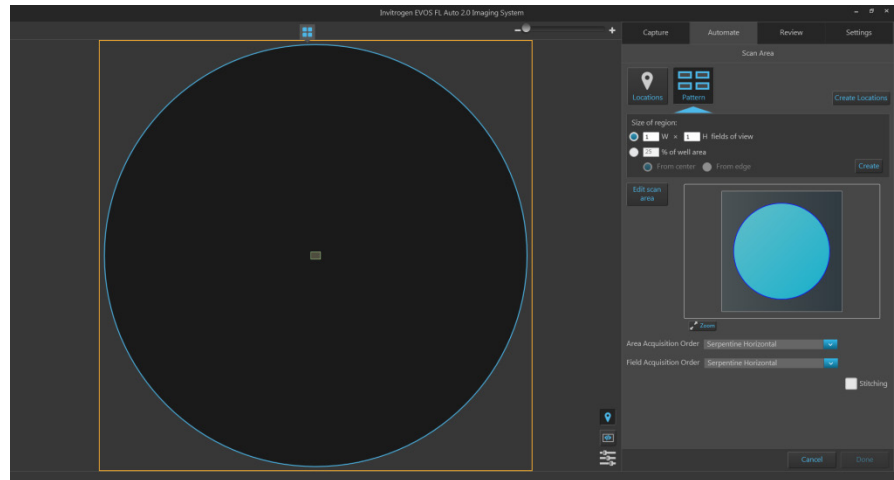 Invitrogen EVOS FL Auto 2.0 Imaging System
Capture Automate Review Settings
Scan Area
Locations Pattern Create Locations
Size of region:
1 W × 1 H fields of view
25 % of well area
From center From edge Create
Edit scan
area
Zoom
Area Acquisition Order Serpentine Horizontal
Field Acquisition Order Serpentine Horizontal
Stitching
Cancel Done